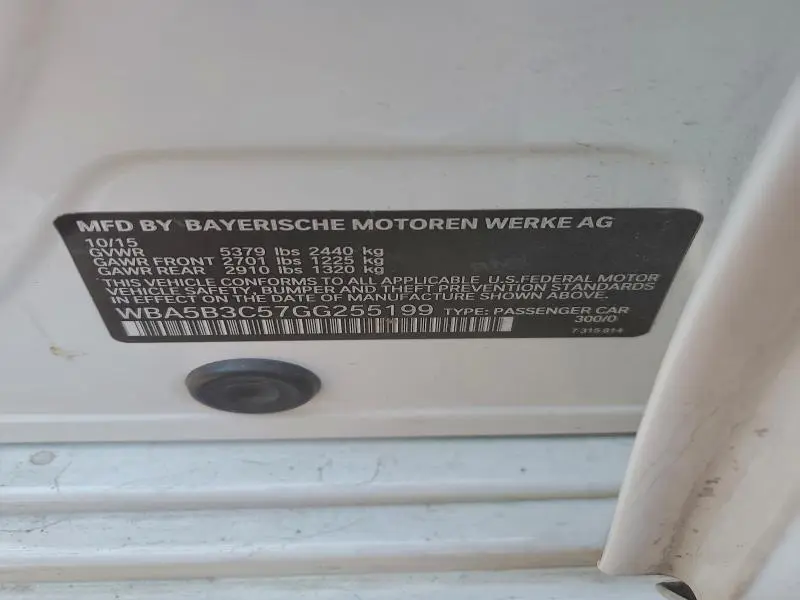 MFD BY BAYERISCHE MOTOREN WERKE AG
10/15
GVWR 5379 lbs 2440 kg
GAWR FRONT 2701 lbs 1225 kg
GAWR REAR 2910 lbs 1320 kg
THIS VEHICLE CONFORMS TO ALL APPLICABLE U.S.FEDERAL MOTOR
VEHICLE SAFETY, BUMPER AND THEFT PREVENTION STANDARDS
IN EFFECT ON THE DATE OF MANUFACTURE SHOWN ABOVE.
WBA5B3C57GG255199 TYPE: PASSENGER CAR
300/0
7 315 814